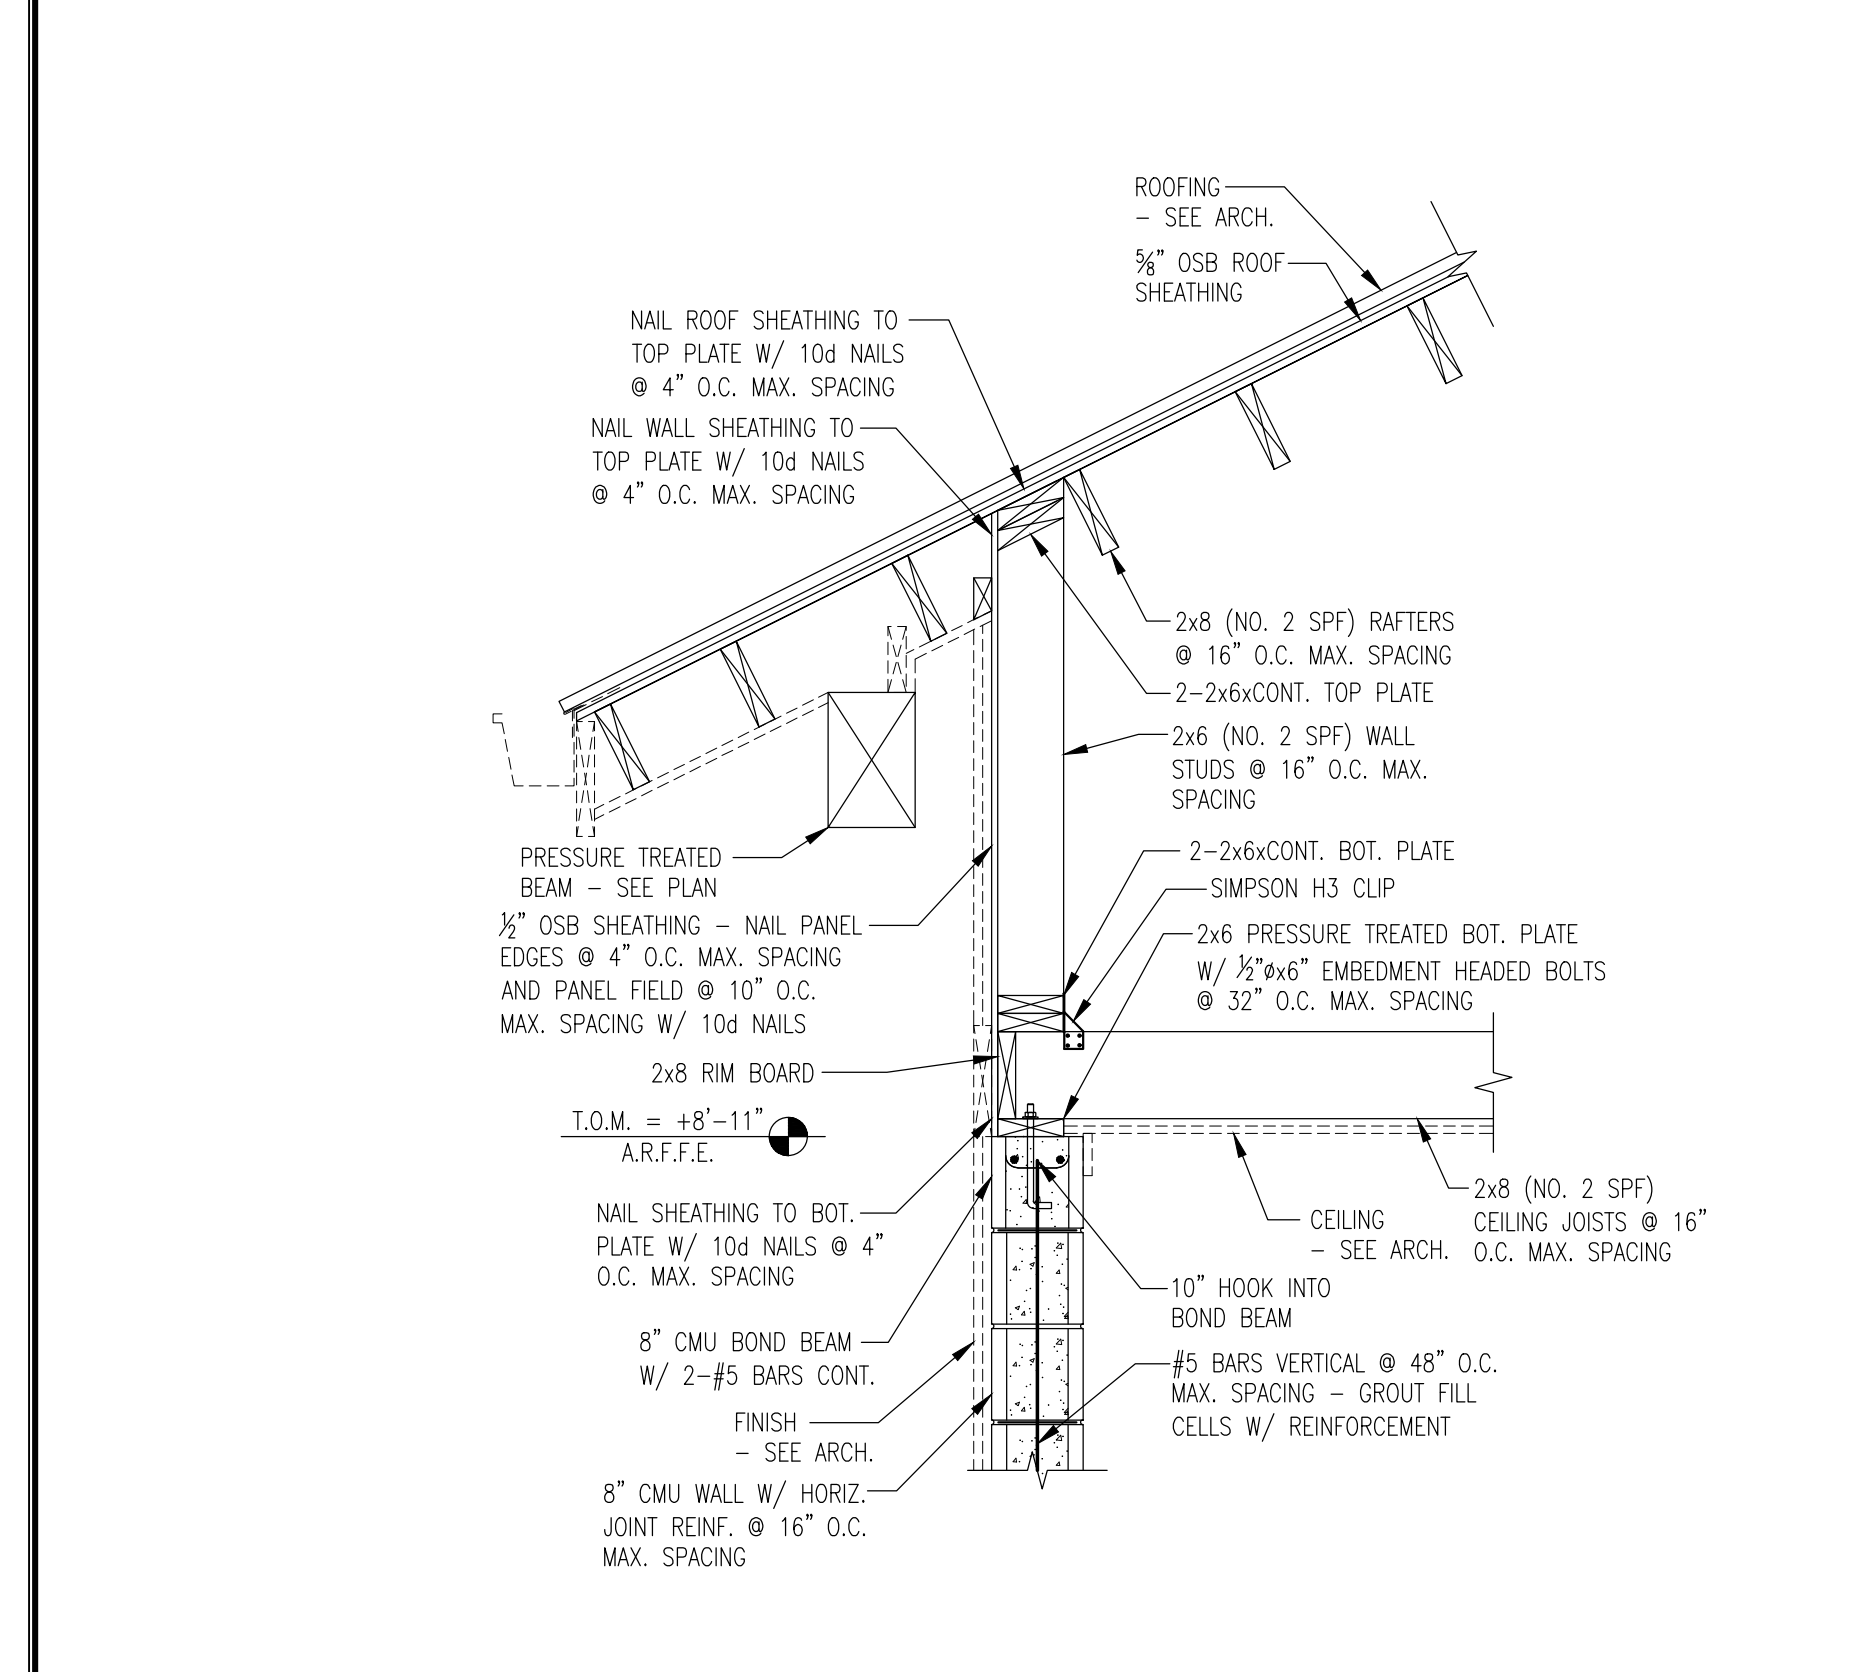 ROOFING
- SEE ARCH.
⅝" OSB ROOF
SHEATHING
NAIL ROOF SHEATHING TO
TOP PLATE W/ 10d NAILS
@ 4" O.C. MAX. SPACING
NAIL WALL SHEATHING TO
TOP PLATE W/ 10d NAILS
@ 4" O.C. MAX. SPACING
2x8 (NO. 2 SPF) RAFTERS
@ 16" O.C. MAX. SPACING
2-2x6xCONT. TOP PLATE
2x6 (NO. 2 SPF) WALL
STUDS @ 16" O.C. MAX.
SPACING
PRESSURE TREATED
BEAM - SEE PLAN
½" OSB SHEATHING - NAIL PANEL
EDGES @ 4" O.C. MAX. SPACING
AND PANEL FIELD @ 10" O.C.
MAX. SPACING W/ 10d NAILS
2-2x6xCONT. BOT. PLATE
SIMPSON H3 CLIP
2x6 PRESSURE TREATED BOT. PLATE
W/ ½"øx6" EMBEDMENT HEADED BOLTS
@ 32" O.C. MAX. SPACING
2x8 RIM BOARD
T.O.M. = +8'-11"
A.R.F.F.E.
NAIL SHEATHING TO BOT.
PLATE W/ 10d NAILS @ 4"
O.C. MAX. SPACING
2x8 (NO. 2 SPF)
CEILING JOISTS @ 16"
O.C. MAX. SPACING
CEILING
- SEE ARCH.
10" HOOK INTO
BOND BEAM
8" CMU BOND BEAM
W/ 2-#5 BARS CONT.
#5 BARS VERTICAL @ 48" O.C.
MAX. SPACING - GROUT FILL
CELLS W/ REINFORCEMENT
FINISH
- SEE ARCH.
8" CMU WALL W/ HORIZ.
JOINT REINF. @ 16" O.C.
MAX. SPACING